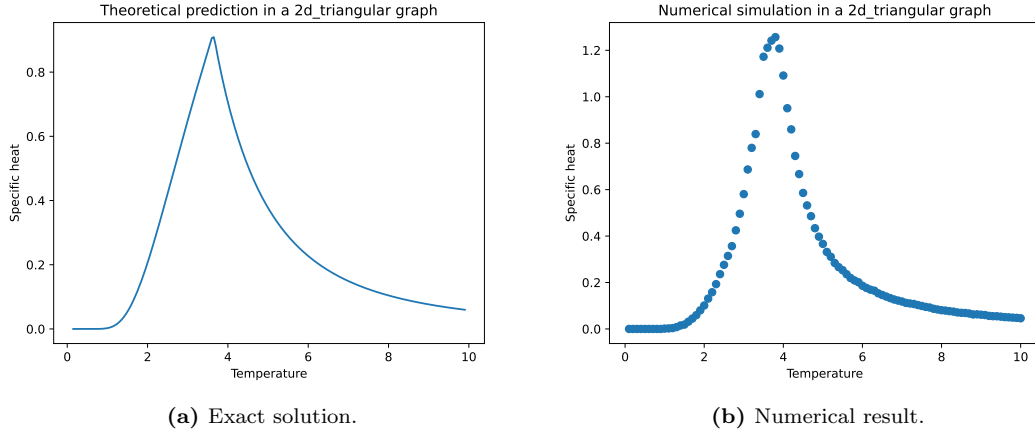 Theoretical prediction in a 2d_triangular graph
Specific heat
0.8
0.6
0.4
0.2
0.0
0 2 4 6 8 10
Temperature
(a) Exact solution.
Numerical simulation in a 2d_triangular graph
Specific heat
1.2
1.0
0.8
0.6
0.4
0.2
0.0
0 2 4 6 8 10
Temperature
(b) Numerical result.